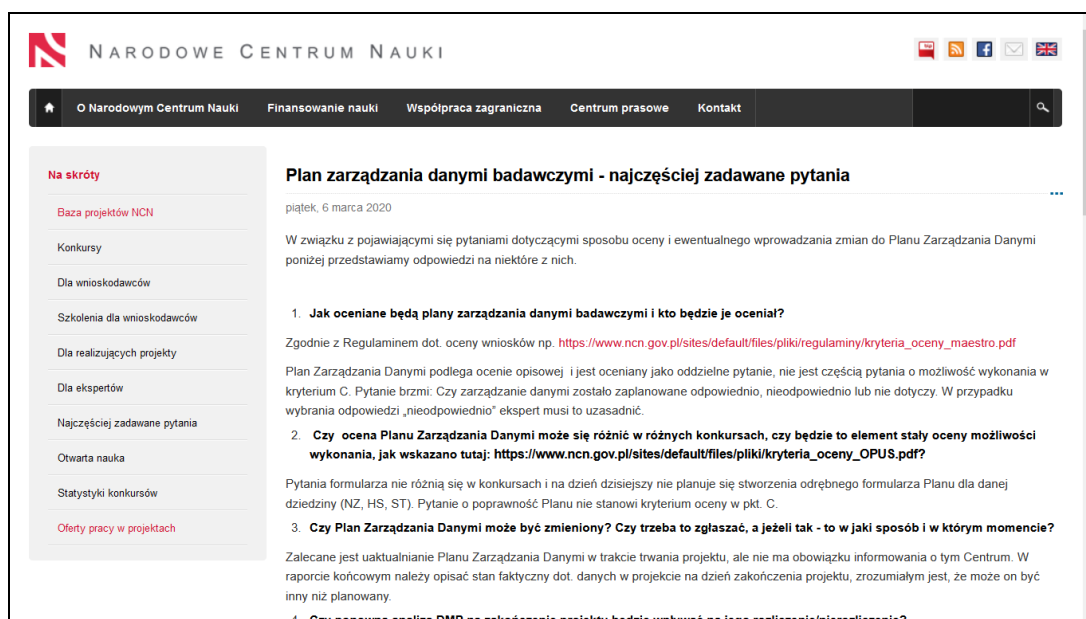 NARODOWE CENTRUM NAUKI
O Narodowym Centrum Nauki Finansowanie nauki Współpraca zagraniczna Centrum prasowe Kontakt
Na skróty
Baza projektów NCN
Konkursy
Dla wnioskodawców
Szkolenia dla wnioskodawców
Dla realizujących projekty
Dla ekspertów
Najczęściej zadawane pytania
Otwarta nauka
Statystyki konkursów
Oferty pracy w projektach
Plan zarządzania danymi badawczymi - najczęściej zadawane pytania
piątek, 6 marca 2020
W związku z pojawiającymi się pytaniami dotyczącymi sposobu oceny i ewentualnego wprowadzania zmian do Planu Zarządzania Danymi
poniżej przedstawiamy odpowiedzi na niektóre z nich.
1. Jak oceniane będą plany zarządzania danymi badawczymi i kto będzie je oceniał?
Zgodnie z Regulaminem dot. oceny wniosków np. https://www.ncn.gov.pl/sites/default/files/pliki/regulaminy/kryteria_oceny_maestro.pdf
Plan Zarządzania Danymi podlega ocenie opisowej i jest oceniany jako oddzielne pytanie, nie jest częścią pytania o możliwość wykonania w
kryterium C. Pytanie brzmi: Czy zarządzanie danymi zostało zaplanowane odpowiednio, nieodpowiednio lub nie dotyczy. W przypadku
wybrania odpowiedzi „nieodpowiednio” ekspert musi to uzasadnić.
2. Czy ocena Planu Zarządzania Danymi może się różnić w różnych konkursach, czy będzie to element stały oceny możliwości
wykonania, jak wskazano tutaj: https://www.ncn.gov.pl/sites/default/files/pliki/kryteria_oceny_OPUS.pdf?
Pytania formularza nie różnią się w konkursach i na dzień dzisiejszy nie planuje się stworzenia odrębnego formularza Planu dla danej
dziedziny (NZ, HS, ST). Pytanie o poprawność Planu nie stanowi kryterium oceny w pkt. C.
3. Czy Plan Zarządzania Danymi może być zmieniony? Czy trzeba to zgłaszać, a jeżeli tak - to w jaki sposób i w którym momencie?
Zalecane jest uaktualnianie Planu Zarządzania Danymi w trakcie trwania projektu, ale nie ma obowiązku informowania o tym Centrum. W
raporcie końcowym należy opisać stan faktyczny dot. danych w projekcie na dzień zakończenia projektu, zrozumiałym jest, że może on być
inny niż planowany.